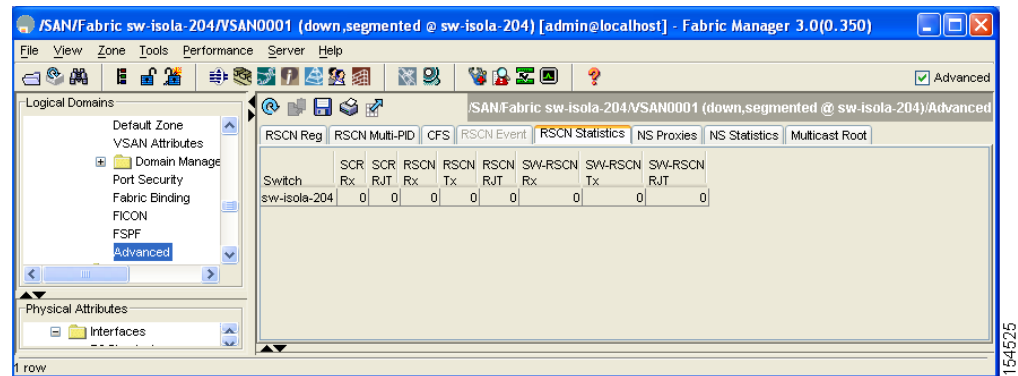 /SAN/Fabric sw-isola-204/VSAN0001 (down,segmented @ sw-isola-204) [admin@localhost] - Fabric Manager 3.0(0.350)
File View Zone Tools Performance Server Help
Advanced
Logical Domains
/SAN/Fabric sw-isola-204/VSAN0001 (down,segmented @ sw-isola-204)/Advanced
Default Zone
VSAN Attributes
Domain Manage
Port Security
Fabric Binding
FICON
FSPF
Advanced
RSCN Reg RSCN Multi-PID CFS RSCN Event RSCN Statistics NS Proxies NS Statistics Multicast Root
SCR SCR RSCN RSCN RSCN SW-RSCN SW-RSCN SW-RSCN
Switch Rx RJT Rx Tx RJT Rx Tx RJT
sw-isola-204 0 0 0 0 0 0 0 0
Physical Attributes
Interfaces
1 row
154525